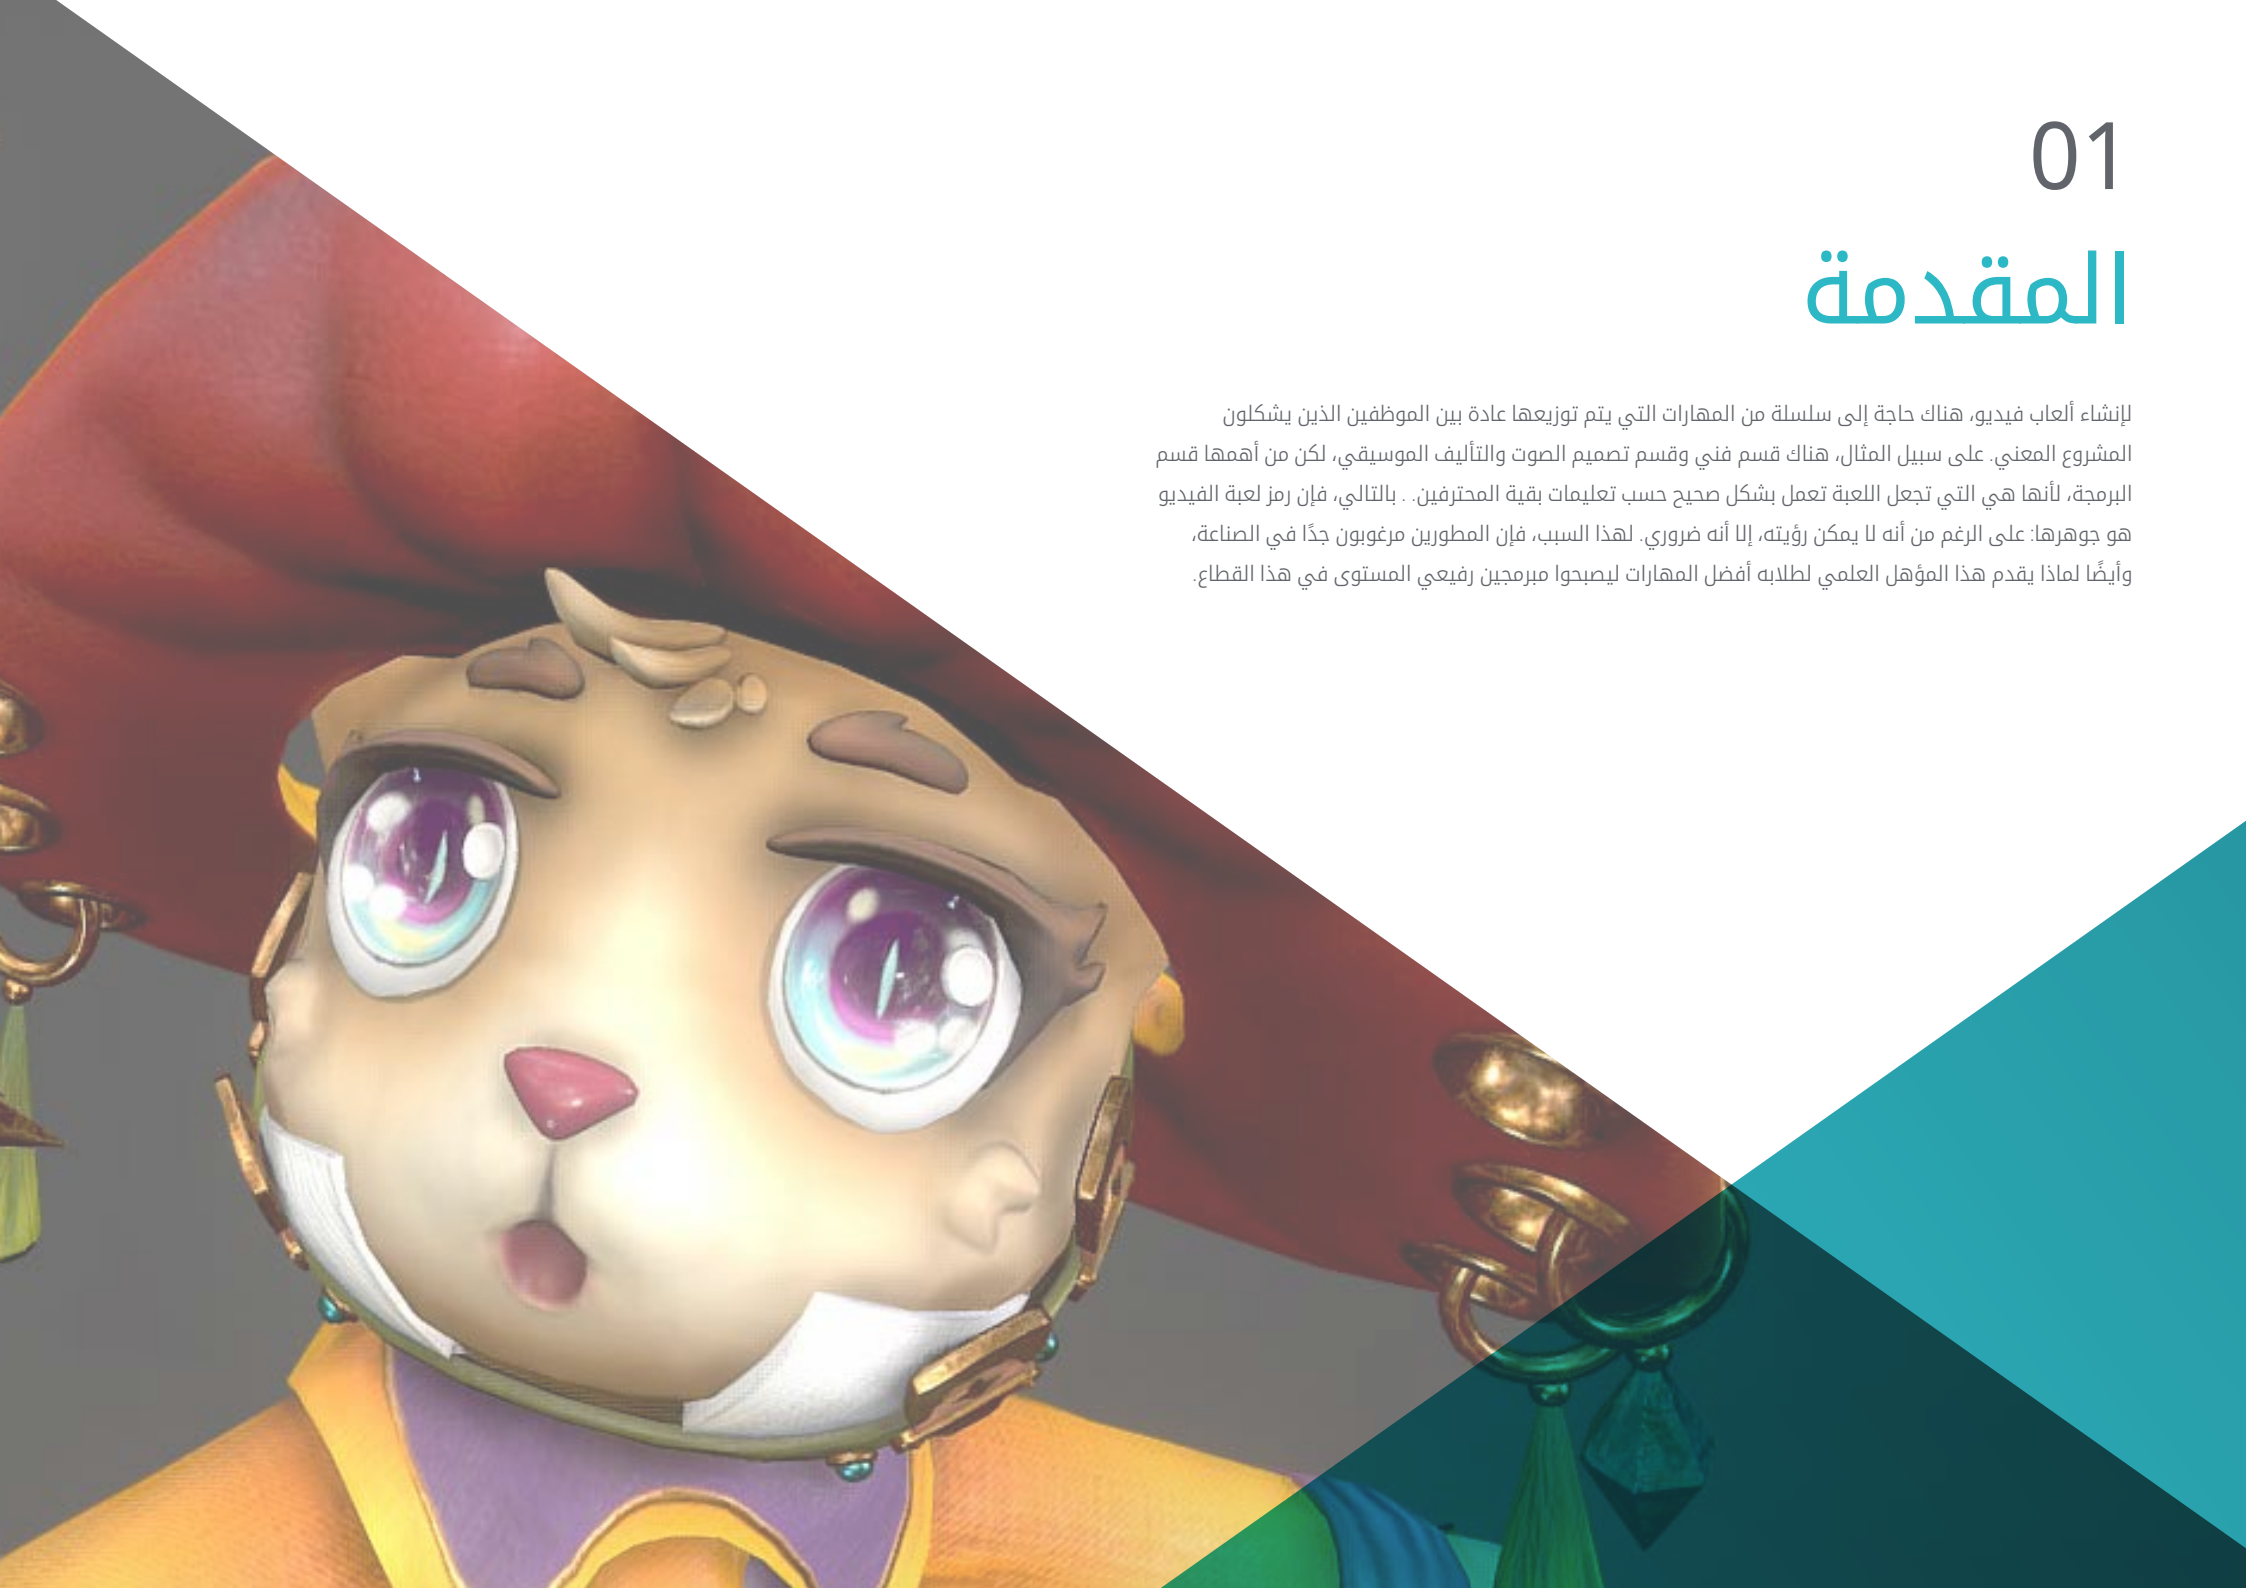 01
المقدمة
لإنشاء ألعاب فيديو، هناك حاجة إلى سلسلة من المهارات التي يتم توزيعها عادة بين الموظفين الذين يشكلون
المشروع المعني. على سبيل المثال، هناك قسم فني وقسم تصميم الصوت والتأليف الموسيقي، لكن من أهمها قسم
البرمجة، لأنها هي التي تجعل اللعبة تعمل بشكل صحيح حسب تعليمات بقية المحترفين. . بالتالي، فإن رمز لعبة الفيديو
هو جوهرها: على الرغم من أنه لا يمكن رؤيته، إلا أنه ضروري. لهذا السبب، فإن المطورين مرغوبون جدًا في الصناعة،
وأيضًا لماذا يقدم هذا المؤهل العلمي لطلابه أفضل المهارات ليصبحوا مبرمجين رفيعي المستوى في هذا القطاع.